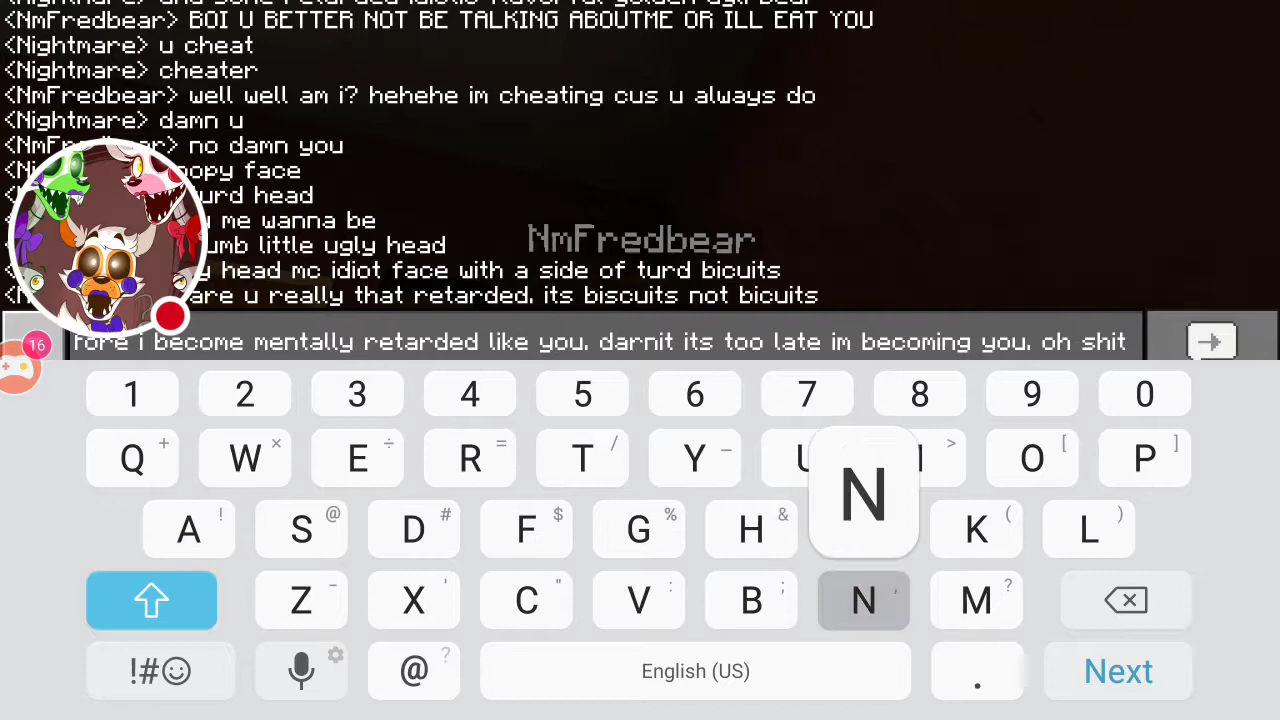 <NmFredbear> BOI U BETTER NOT BE TALKING ABOUTME OR ILL EAT YOU
<Nightmare> u cheat
<Nightmare> cheater
<NmFredbear> well well am i? hehehe im cheating cus u always do
<Nightmare> damn u
<NmFredbear> no damn you
oopy face
urd head
me wanna be
umb little ugly head
NmFredbear
head mc idiot face with a side of turd bicuits
are u really that retarded. its biscuits not bicuits
16
fore i become mentally retarded like you. darnit its too late im becoming you. oh shit
1 2 3 4 5 6 7 8 9 0
Q + W × E ÷ R = T / Y - U > O [ P ]
N
A ! S @ D # F $ G % H & K ( L )
Z - X ' C " V : B ; N , M ?
!#☺ @ ? English (US) . Next